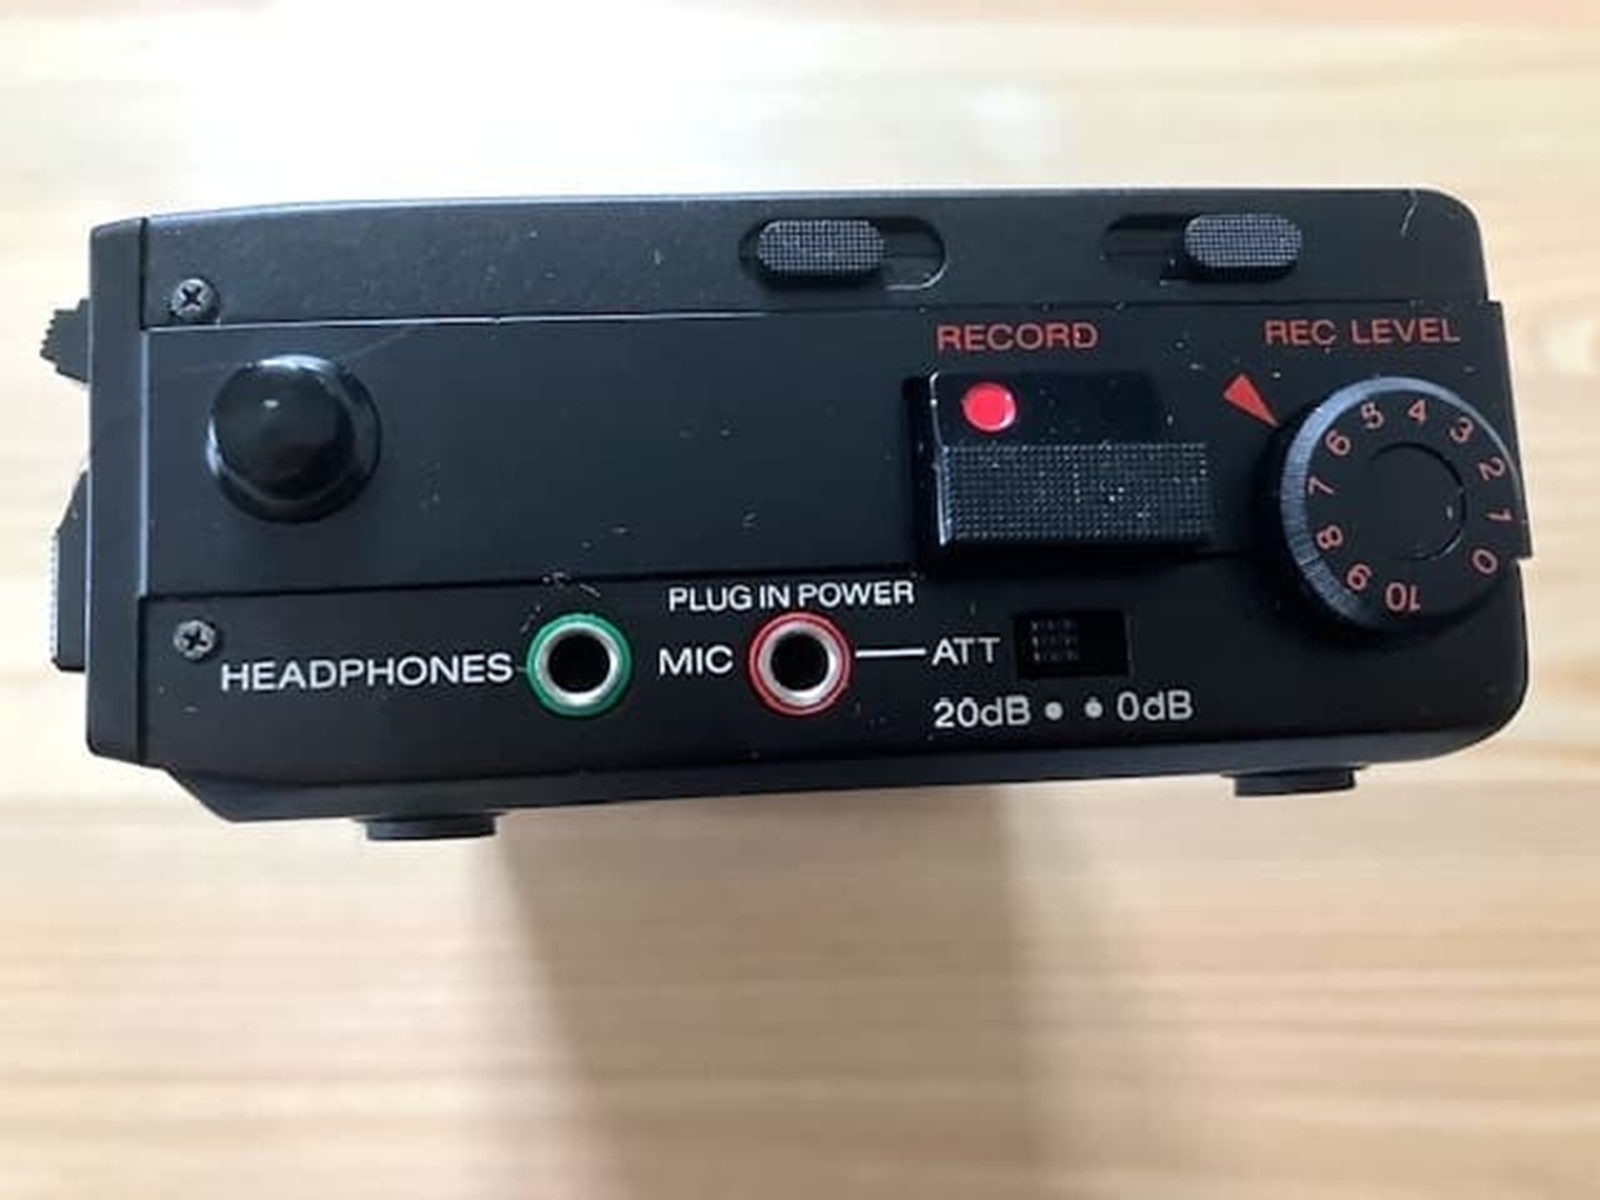 RECORD
REC LEVEL
0 1 2 3 4 5 6 7 8 9 10
PLUG IN POWER
HEADPHONES
MIC
ATT
20dB • • 0dB